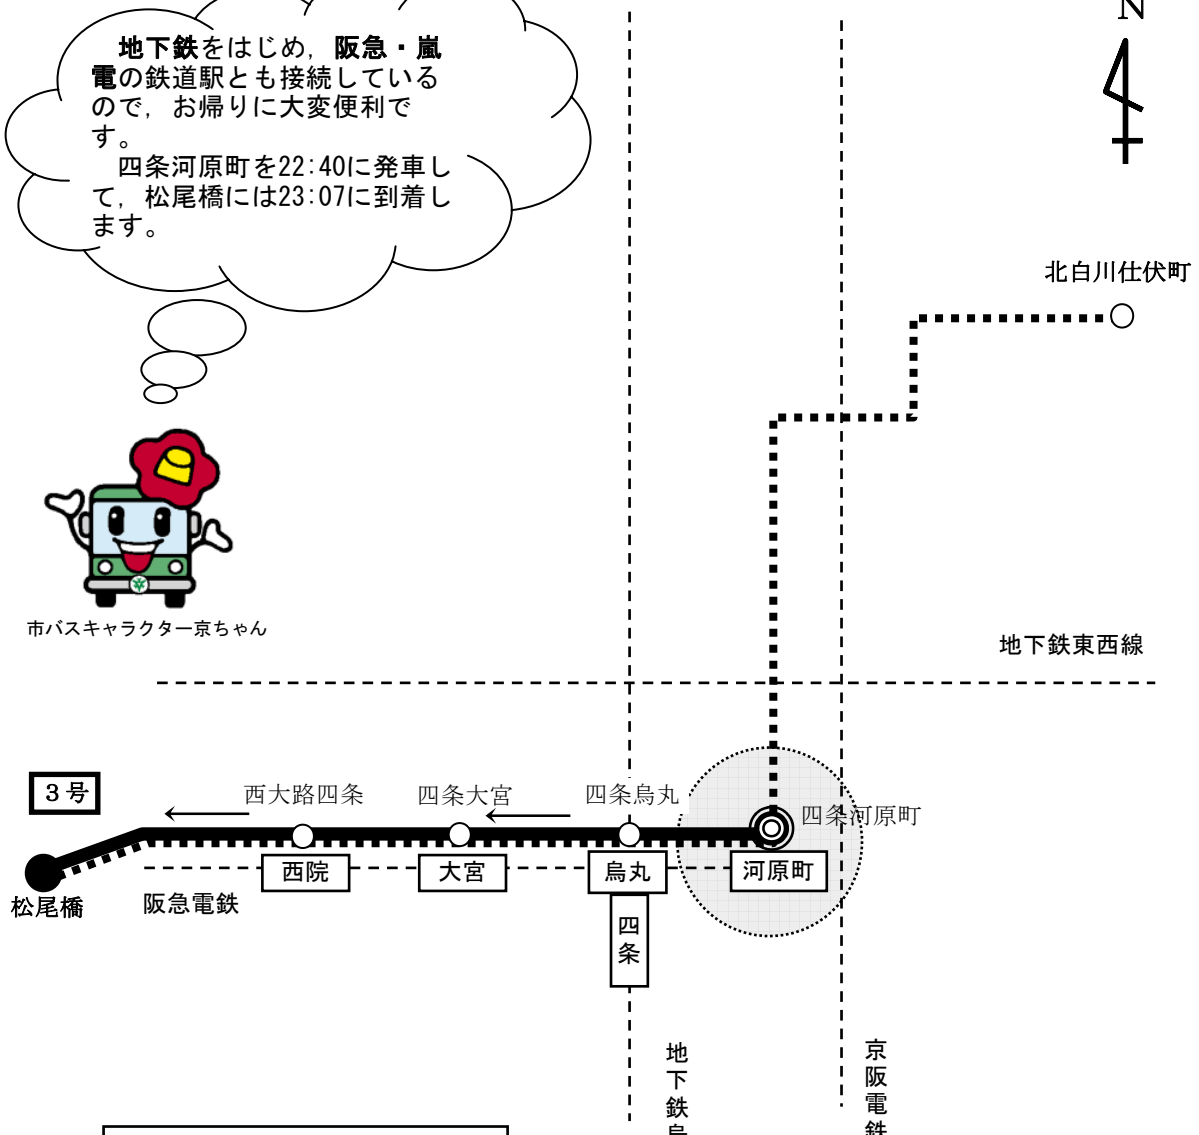 N
地下鉄をはじめ，阪急・嵐
電の鉄道駅とも接続している
ので，お帰りに大変便利で
す。
四条河原町を22:40に発車し
て，松尾橋には23:07に到着し
ます。
北白川仕伏町
市バスキャラクター京ちゃん
地下鉄東西線
３号
西大路四条
四条大宮
四条烏丸
四条河原町
西院
大宮
烏丸
河原町
松尾橋
阪急電鉄
四条
地下鉄烏
京阪電鉄